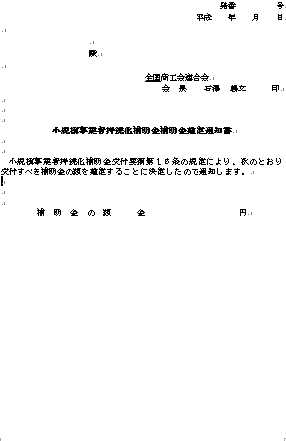 発番　　　　号
平成　　年　　月　　日
殿
全国商工会連合会
会　長　　石澤　義文　　　印
小規模事業者持続化補助金補助金確定通知書
小規模事業者持続化補助金交付要綱第１８条の規定により、次のとおり
交付すべき補助金の額を確定することに決定したので通知します。
補　助　金　の　額　　　金　　　　　　　　　　円